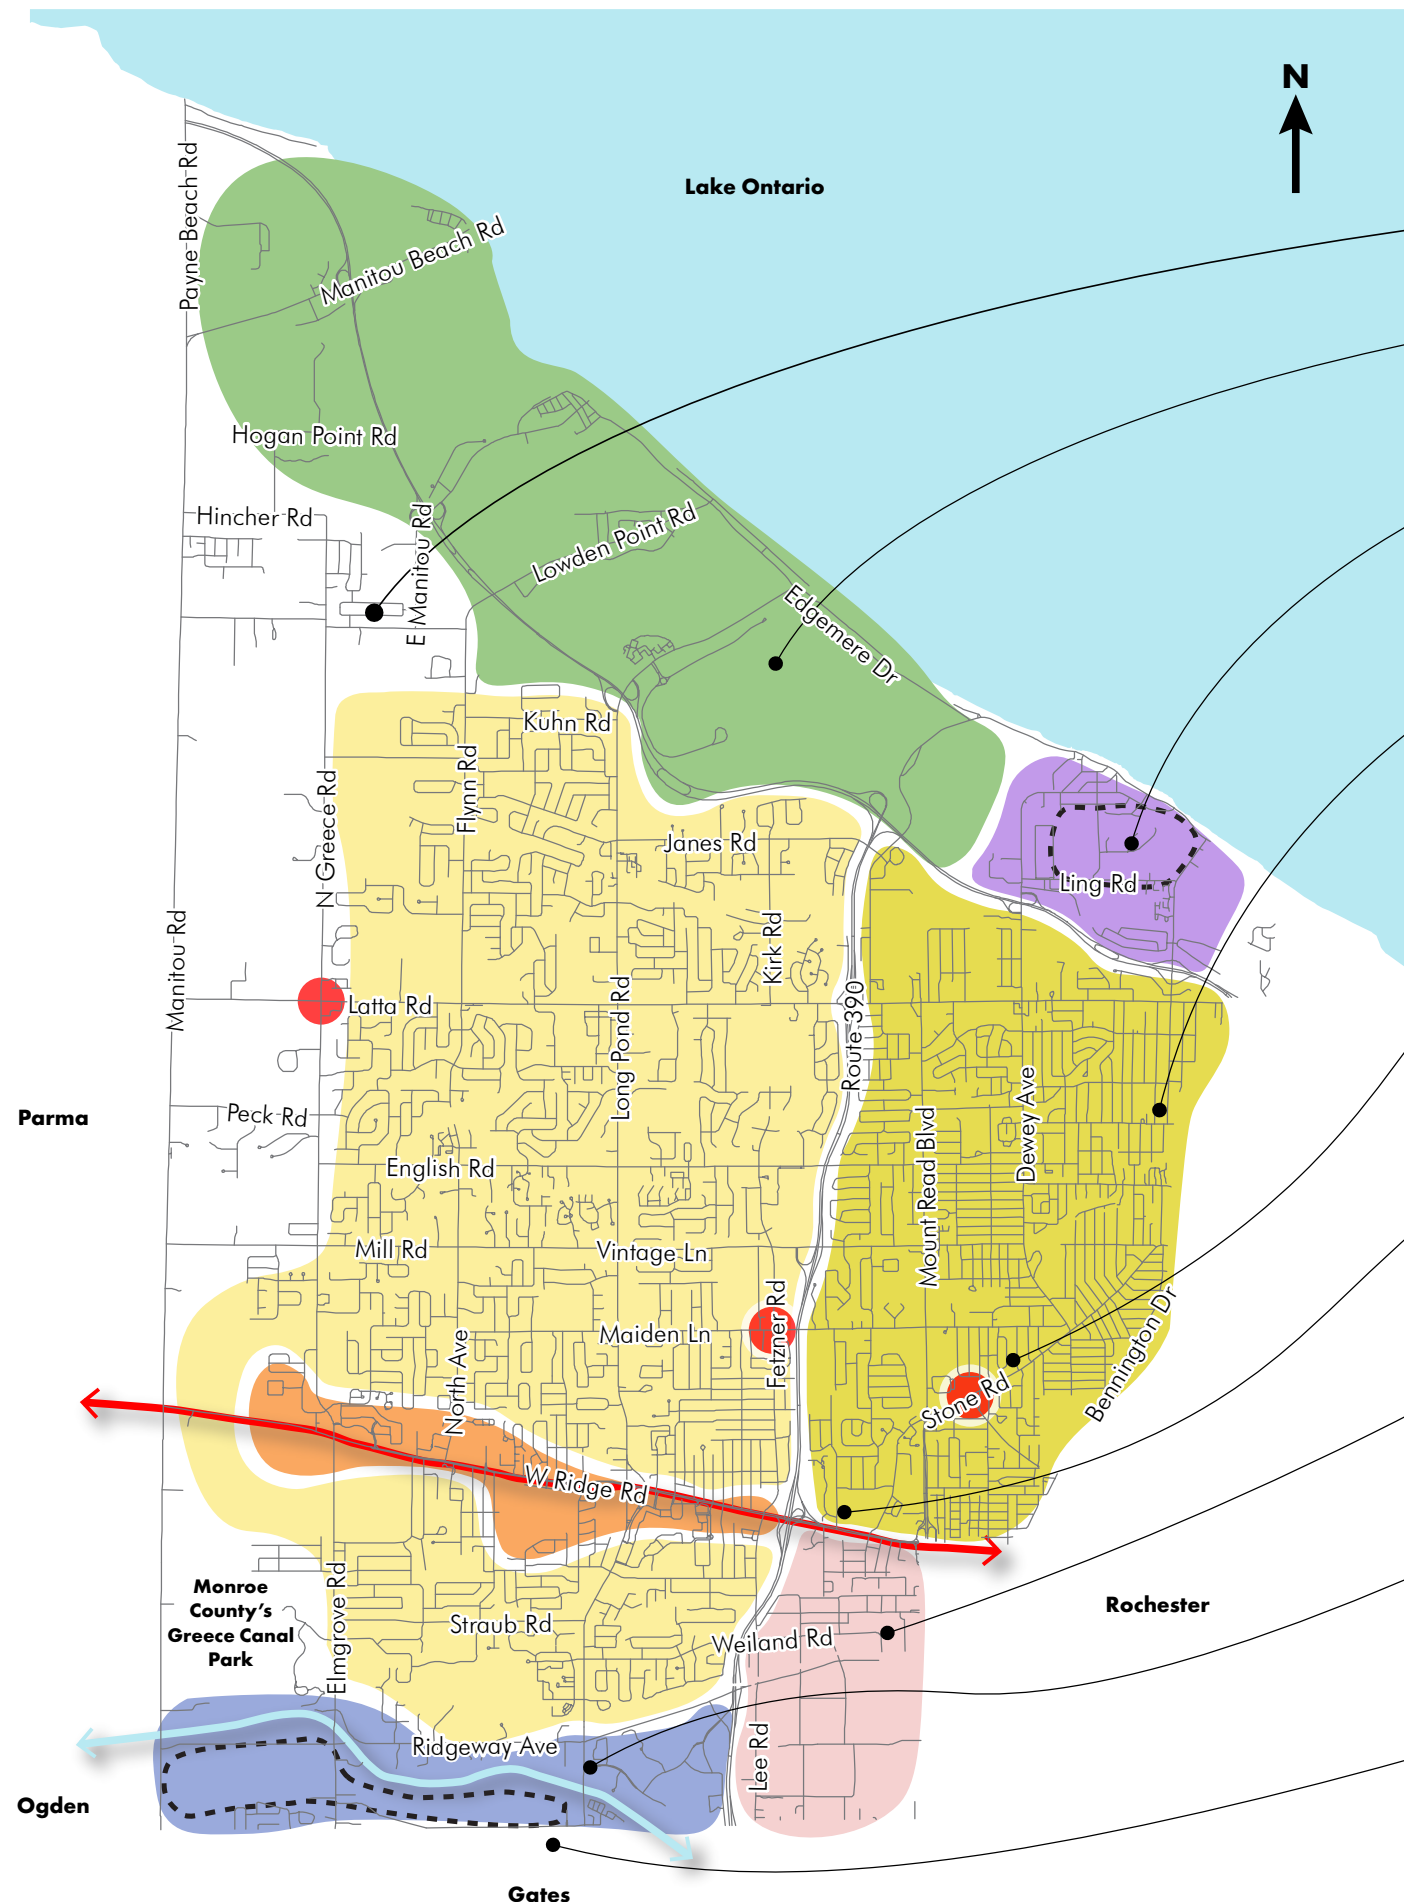 N
Lake Ontario
Payne Beach Rd
Manitou Beach Rd
Hogan Point Rd
Hincher Rd
E Manitou Rd
Lowden Point Rd
Edgemere Dr
Kuhn Rd
Flynn Rd
N Greece Rd
Janes Rd
Ling Rd
Kirk Rd
Manitou Rd
Latta Rd
Long Pond Rd
Route 390
Dewey Ave
Mount Read Blvd
Parma
Peck Rd
English Rd
Mill Rd
Vintage Ln
Maiden Ln
Fetzner Rd
North Ave
Bennington Dr
Stone Rd
W Ridge Rd
Monroe
County's
Greece Canal
Park
Elmgrove Rd
Straub Rd
Weiland Rd
Rochester
Ridgeway Ave
Lee Rd
Ogden
Gates